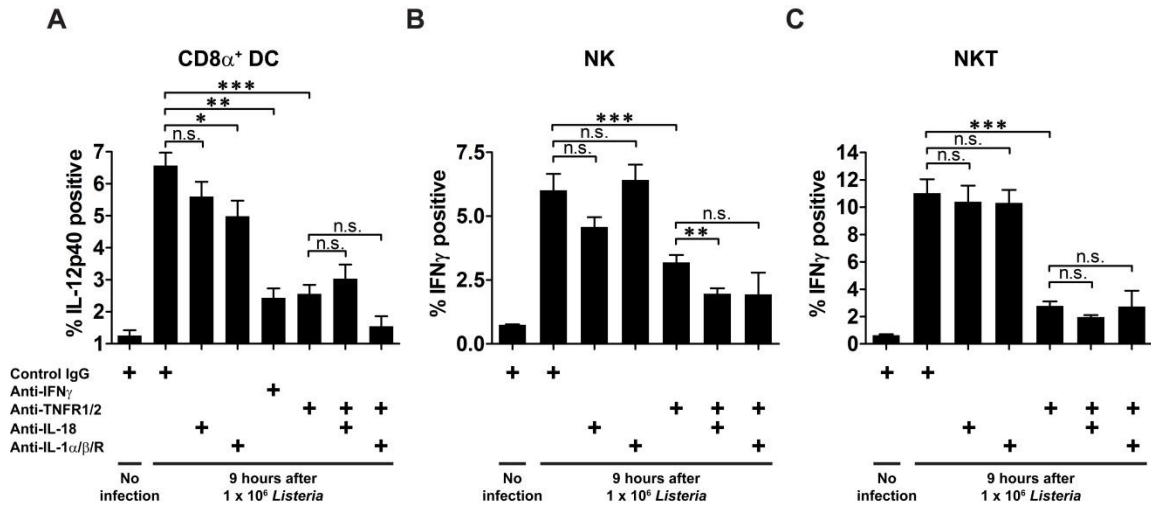 A
CD8α⁺ DC
***
**
*
n.s.
n.s.
n.s.
% IL-12p40 positive
7
6
5
4
3
2
1
B
NK
***
n.s.
n.s.
n.s.
**
% IFNγ positive
7.5
5.0
2.5
0.0
C
NKT
***
n.s.
n.s.
n.s.
n.s.
% IFNγ positive
14
12
10
8
6
4
2
0
Control IgG + + + + + +
Anti-IFNγ +
Anti-TNFR1/2 + + + + + + + + +
Anti-IL-18 + + + + + +
Anti-IL-1α/β/R + + + + + +
No infection
9 hours after
1 x 10⁶ Listeria
No infection
9 hours after
1 x 10⁶ Listeria
No infection
9 hours after
1 x 10⁶ Listeria